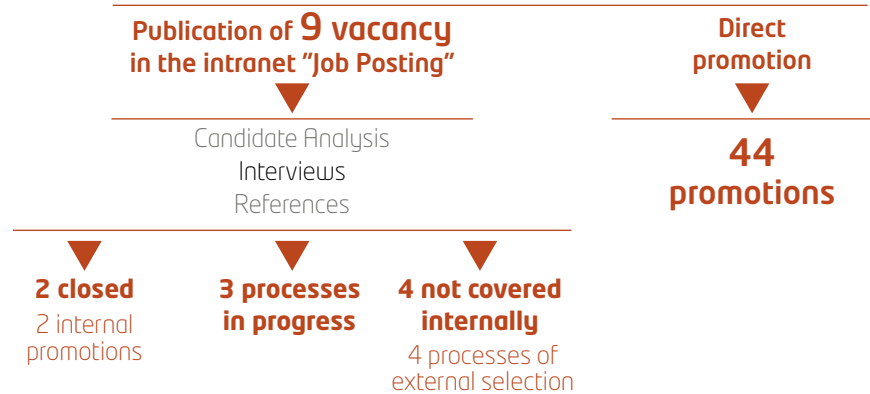 Publication of 9 vacancy
in the intranet "Job Posting"
Candidate Analysis
Interviews
References
2 closed
2 internal
promotions
3 processes
in progress
4 not covered
internally
4 processes of
external selection
Direct
promotion
44
promotions